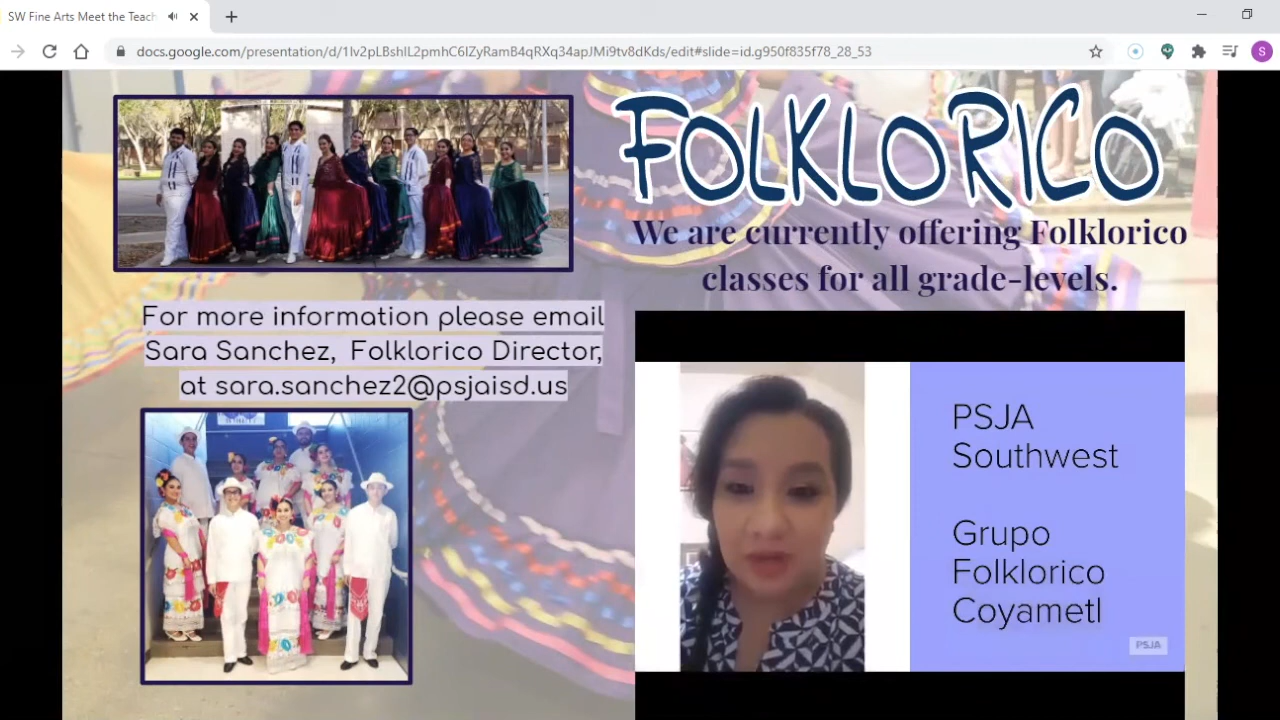 SW Fine Arts Meet the Teach
docs.google.com/presentation/d/1Iv2pLBshlL2pmhC6IZyRamB4qRXq34apJMi9tv8dKds/edit#slide=id.g950f835f78_28_53
S
FOLKLORICO
We are currently offering Folklorico
classes for all grade-levels.
For more information please email
Sara Sanchez, Folklorico Director,
at sara.sanchez2@psjaisd.us
PSJA
Southwest
Grupo
Folklorico
Coyametl
PSJA